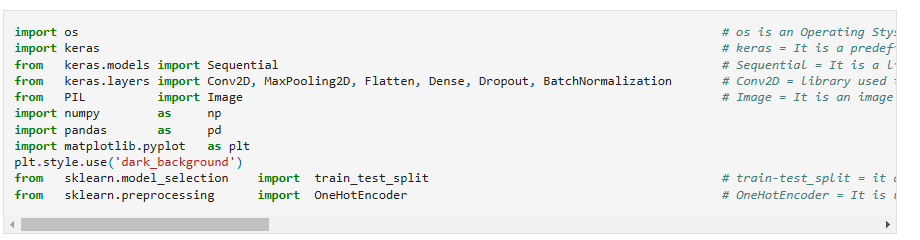 import os # os is an Operating Stys
import keras # keras = It is a predef
from keras.models import Sequential # Sequential = It is a l
from keras.layers import Conv2D, MaxPooling2D, Flatten, Dense, Dropout, BatchNormalization # Conv2D = library used
from PIL import Image # Image = It is an image
import numpy as np
import pandas as pd
import matplotlib.pyplot as plt
plt.style.use('dark_background')
from sklearn.model_selection import train_test_split # train-test_split = it
from sklearn.preprocessing import OneHotEncoder # OneHotEncoder = It is